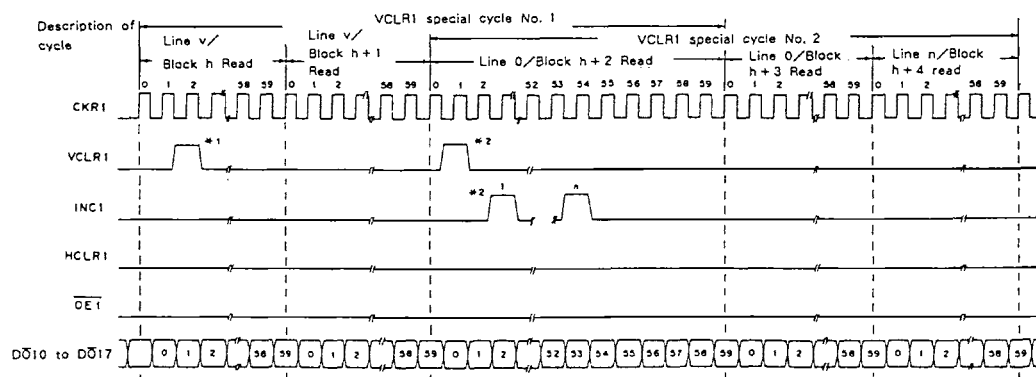 Description of cycle
VCLR1 special cycle No. 1
VCLR1 special cycle No. 2
Line v/ Block h Read
Line v/ Block h+1 Read
Line 0/Block h+2 Read
Line 0/Block h+3 Read
Line n/Block h+4 read
0 1 2 58 59 0 1 2 58 59 0 1 2 52 53 54 55 56 57 58 59 0 1 2 58 59 0 1 2 58 59
CKR1
VCLR1 *1 *2
INC1 *2 1 n
HCLR1
OE1
DO10 to DO17 0 1 2 58 59 0 1 2 58 59 0 1 2 52 53 54 55 56 57 58 59 0 1 2 58 59 0 1 2 58 59